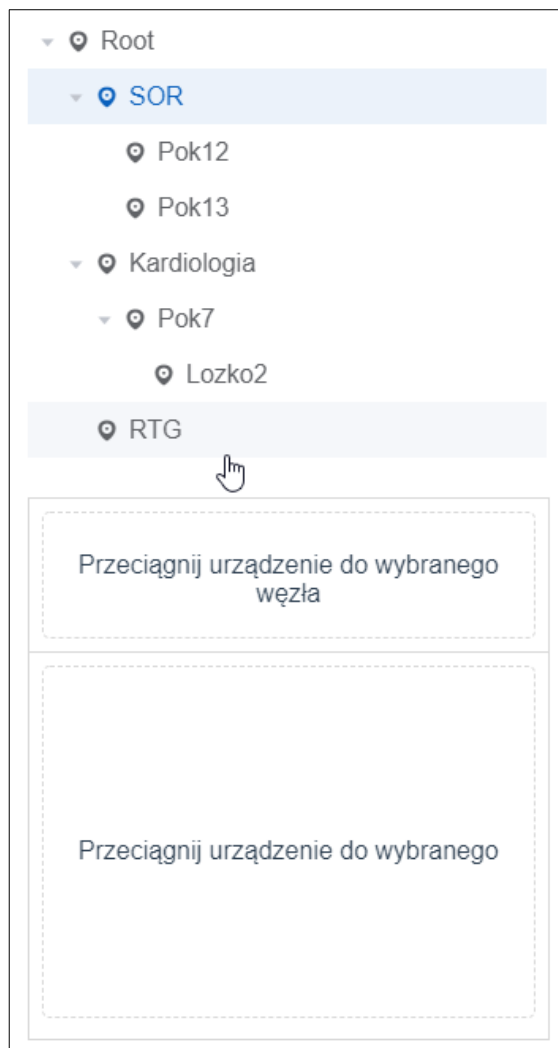 Root
SOR
Pok12
Pok13
Kardiologia
Pok7
Lozko2
RTG
Przeciągnij urządzenie do wybranego
węzła
Przeciągnij urządzenie do wybranego